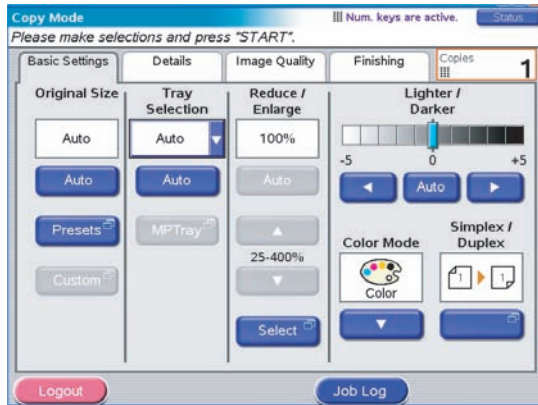 Copy Mode
Num. keys are active.
Status
Please make selections and press "START".
Basic Settings
Details
Image Quality
Finishing
Copies
1
Original Size
Tray
Selection
Reduce /
Enlarge
Lighter /
Darker
Auto
Auto
100%
-5
0
+5
Auto
Auto
Auto
Auto
Presets
MPTray
25-400%
Custom
Select
Color Mode
Simplex /
Duplex
Color
1
1
Logout
Job Log